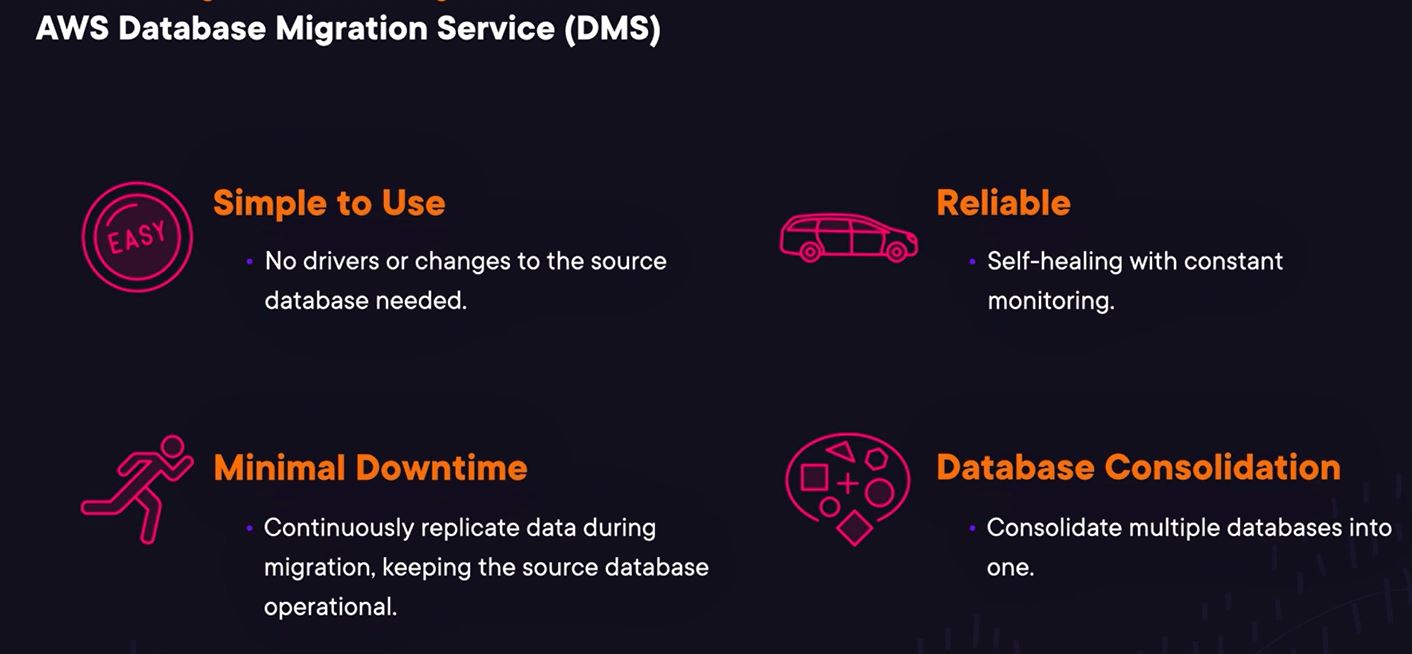 AWS Database Migration Service (DMS)
EASY
Simple to Use
• No drivers or changes to the source
database needed.
Reliable
• Self-healing with constant
monitoring.
Minimal Downtime
• Continuously replicate data during
migration, keeping the source database
operational.
Database Consolidation
• Consolidate multiple databases into
one.